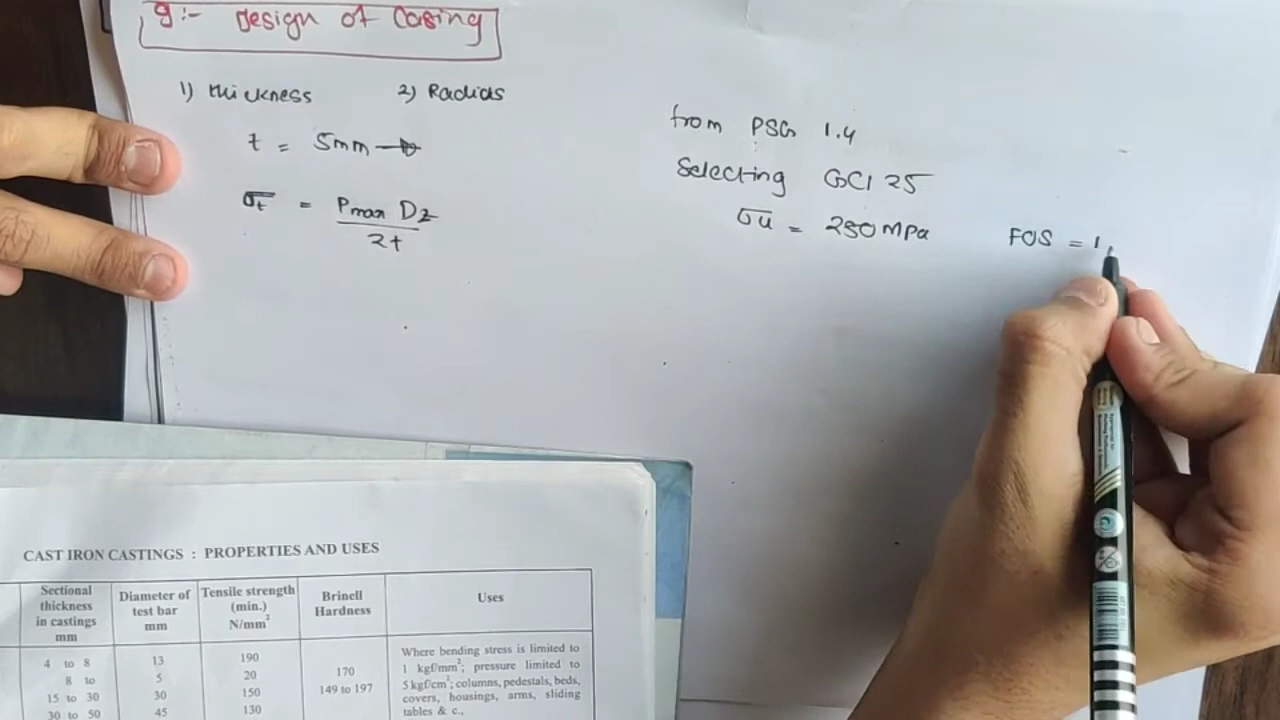 9:- Design of Casing
1) thickness 2) Radius
t = 5mm
σt = Pmax D2 / 2t
from PSG 1.4
Selecting GCI 25
σu = 250 mpa FOS = 1.
CAST IRON CASTINGS : PROPERTIES AND USES
Sectional thickness in castings mm | Diameter of test bar mm | Tensile strength (min.) N/mm² | Brinell Hardness | Uses
4 to 8 13 190
8 to 5 20
15 to 30 30 150
30 to 50 45 130
170
149 to 197
Where bending stress is limited to
1 kgf/mm²; pressure limited to
5 kgf/cm²; columns, pedestals, beds,
covers, housings, arms, sliding
tables & c.,